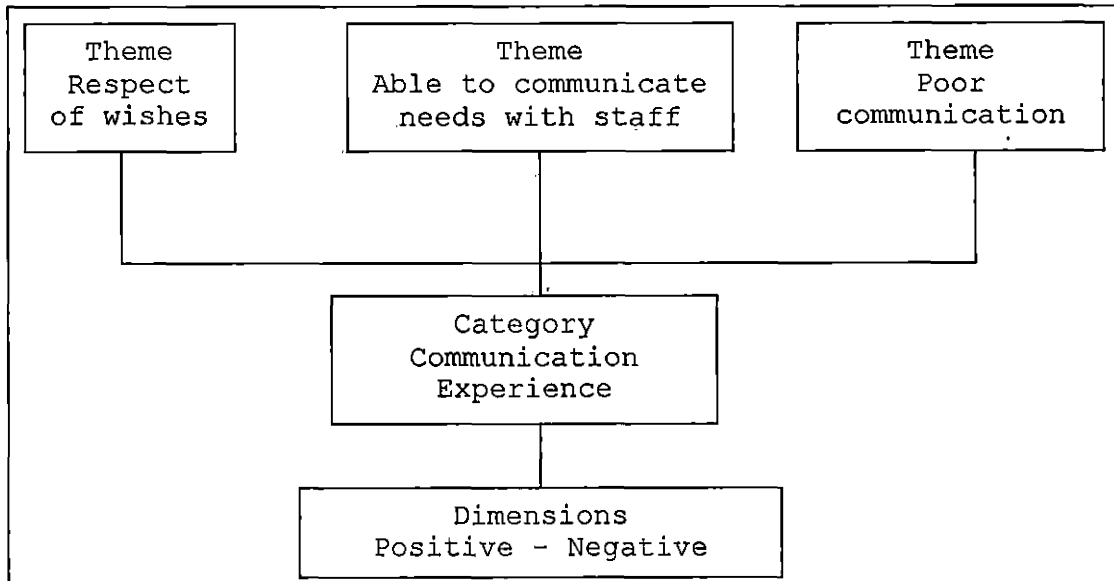 Theme
Respect
of wishes
Theme
Able to communicate
needs with staff
Theme
Poor
communication
Category
Communication
Experience
Dimensions
Positive - Negative